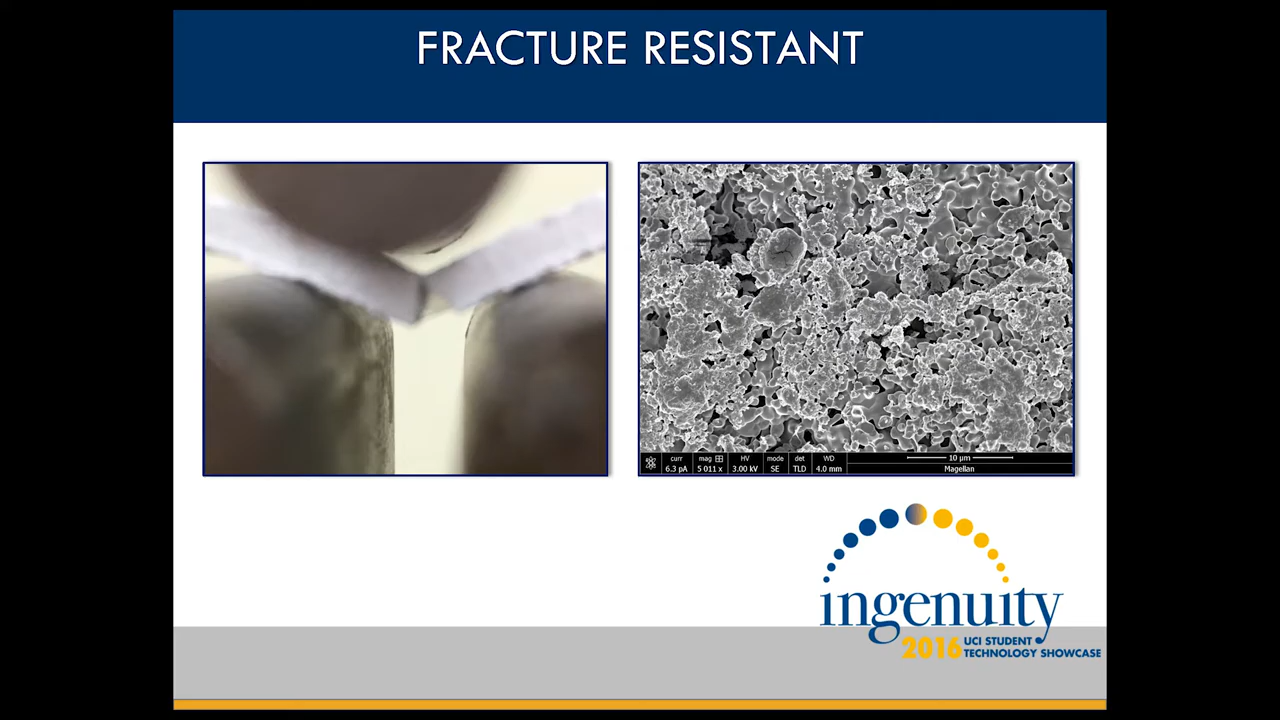 FRACTURE RESISTANT
curr mag HV mode det WD 10 µm
6.3 pA 5 011 x 3.00 kV SE TLD 4.0 mm Magellan
ingenuity
2016 UCI STUDENT
TECHNOLOGY SHOWCASE